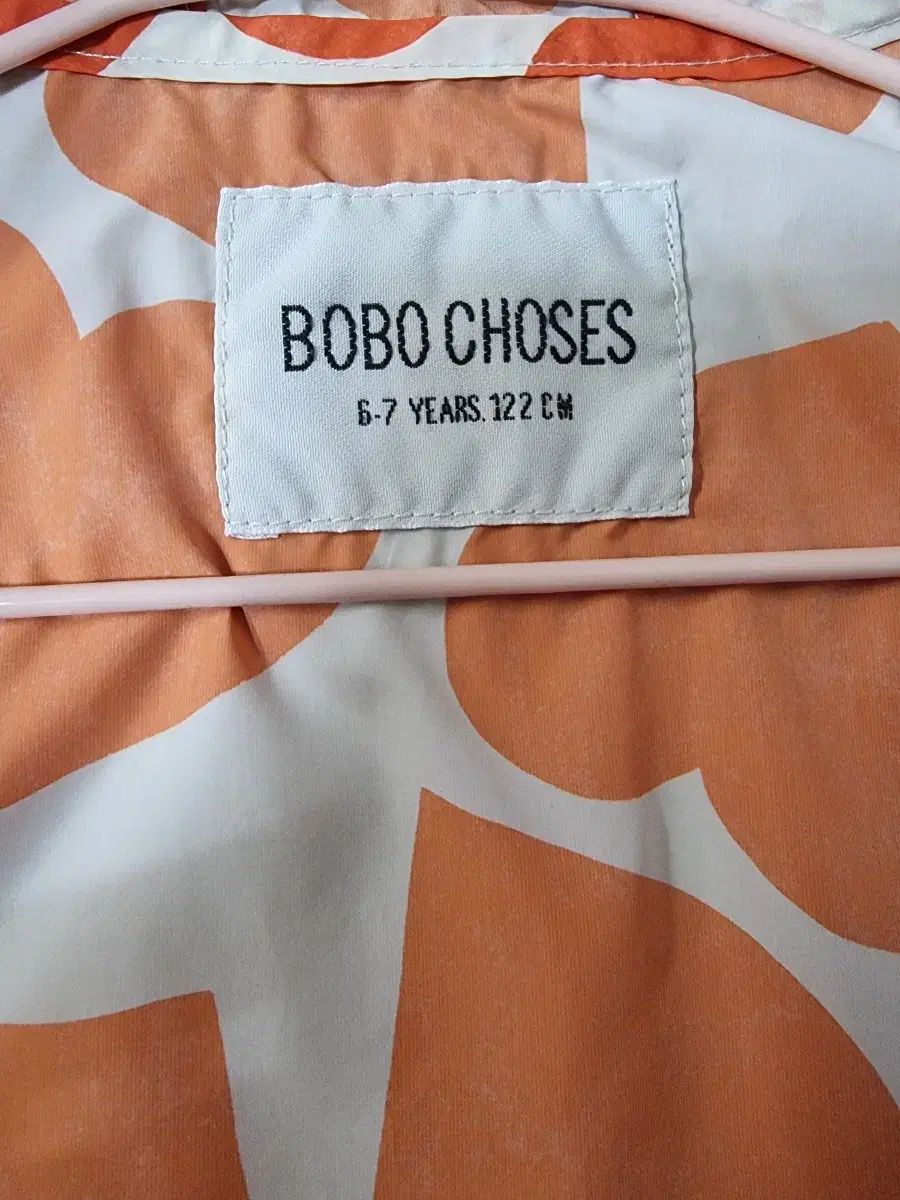 BOBO CHOSES
6-7 YEARS. 122 CM